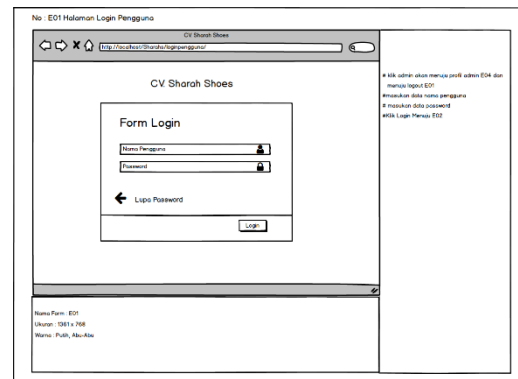 No : E01 Halaman Login Pengguna
CV Sharah Shoes
http://localhost/Sharahs/loginpengguna/
CV. Sharah Shoes
Form Login
Nama Pengguna
Password
Lupa Password
Login
# klik admin akan menuju profil admin E04 dan
menuju logout E01
#masukan data nama pengguna
# masukan data password
#Klik Login Menuju E02
Nama Form : E01
Ukuran : 1361 x 768
Warna : Putih, Abu-Abu